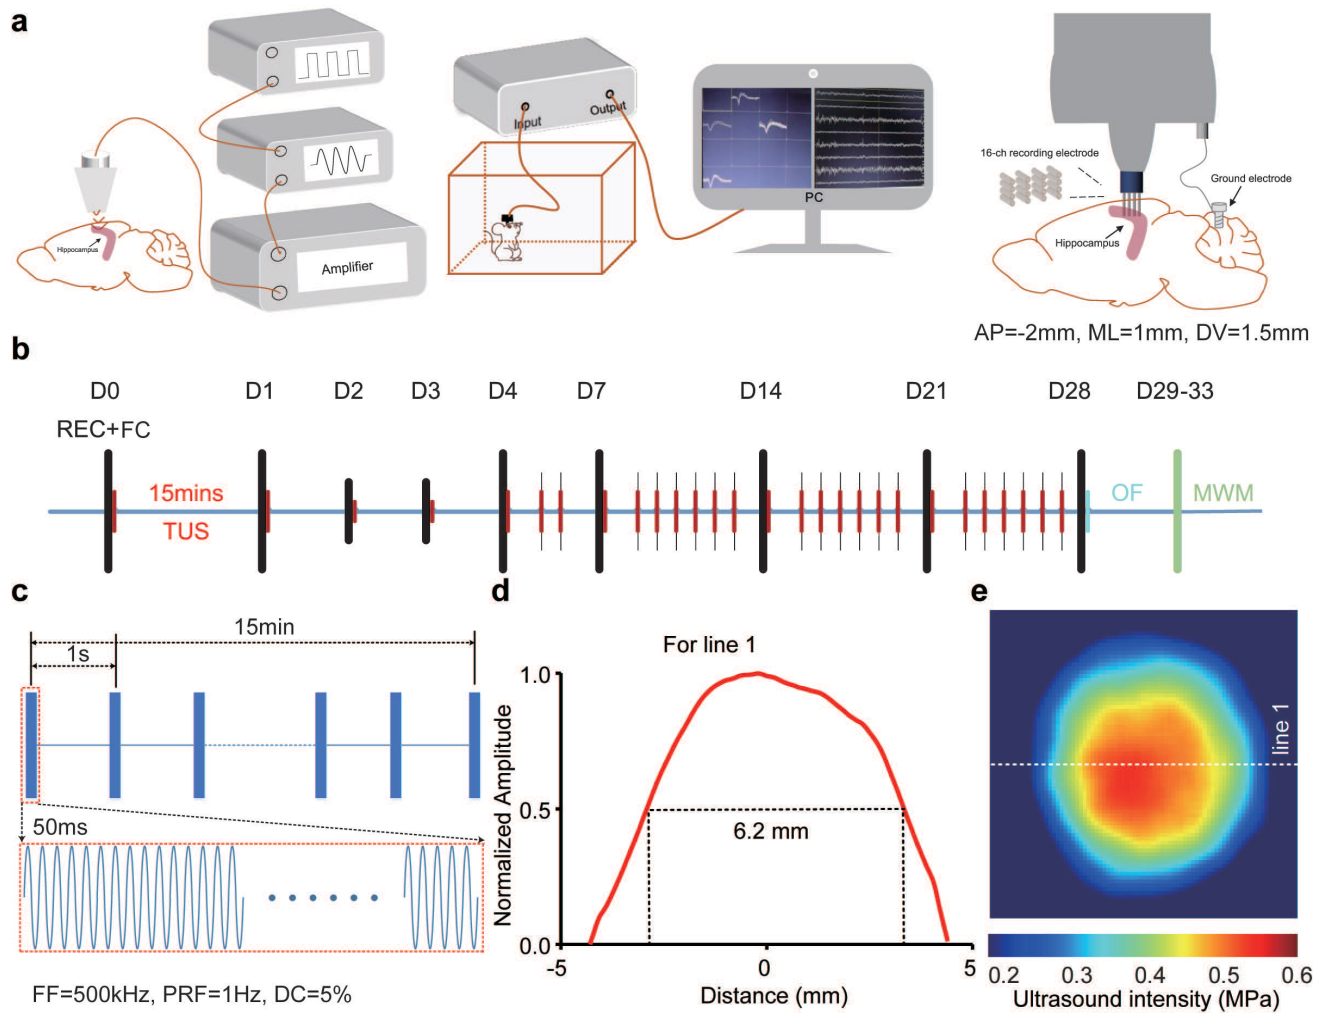 a
Input
Output
Amplifier
Hippocampus
PC
16-ch recording electrode
Ground electrode
Hippocampus
AP=-2mm, ML=1mm, DV=1.5mm
b
D0 D1 D2 D3 D4 D7 D14 D21 D28 D29-33
REC+FC
15mins
TUS
OF
MWM
c
15min
1s
50ms
FF=500kHz, PRF=1Hz, DC=5%
d
For line 1
1.0
0.5
0.0
Normalized Amplitude
6.2 mm
-5 0 5
Distance (mm)
e
line 1
0.2 0.3 0.4 0.5 0.6
Ultrasound intensity (MPa)